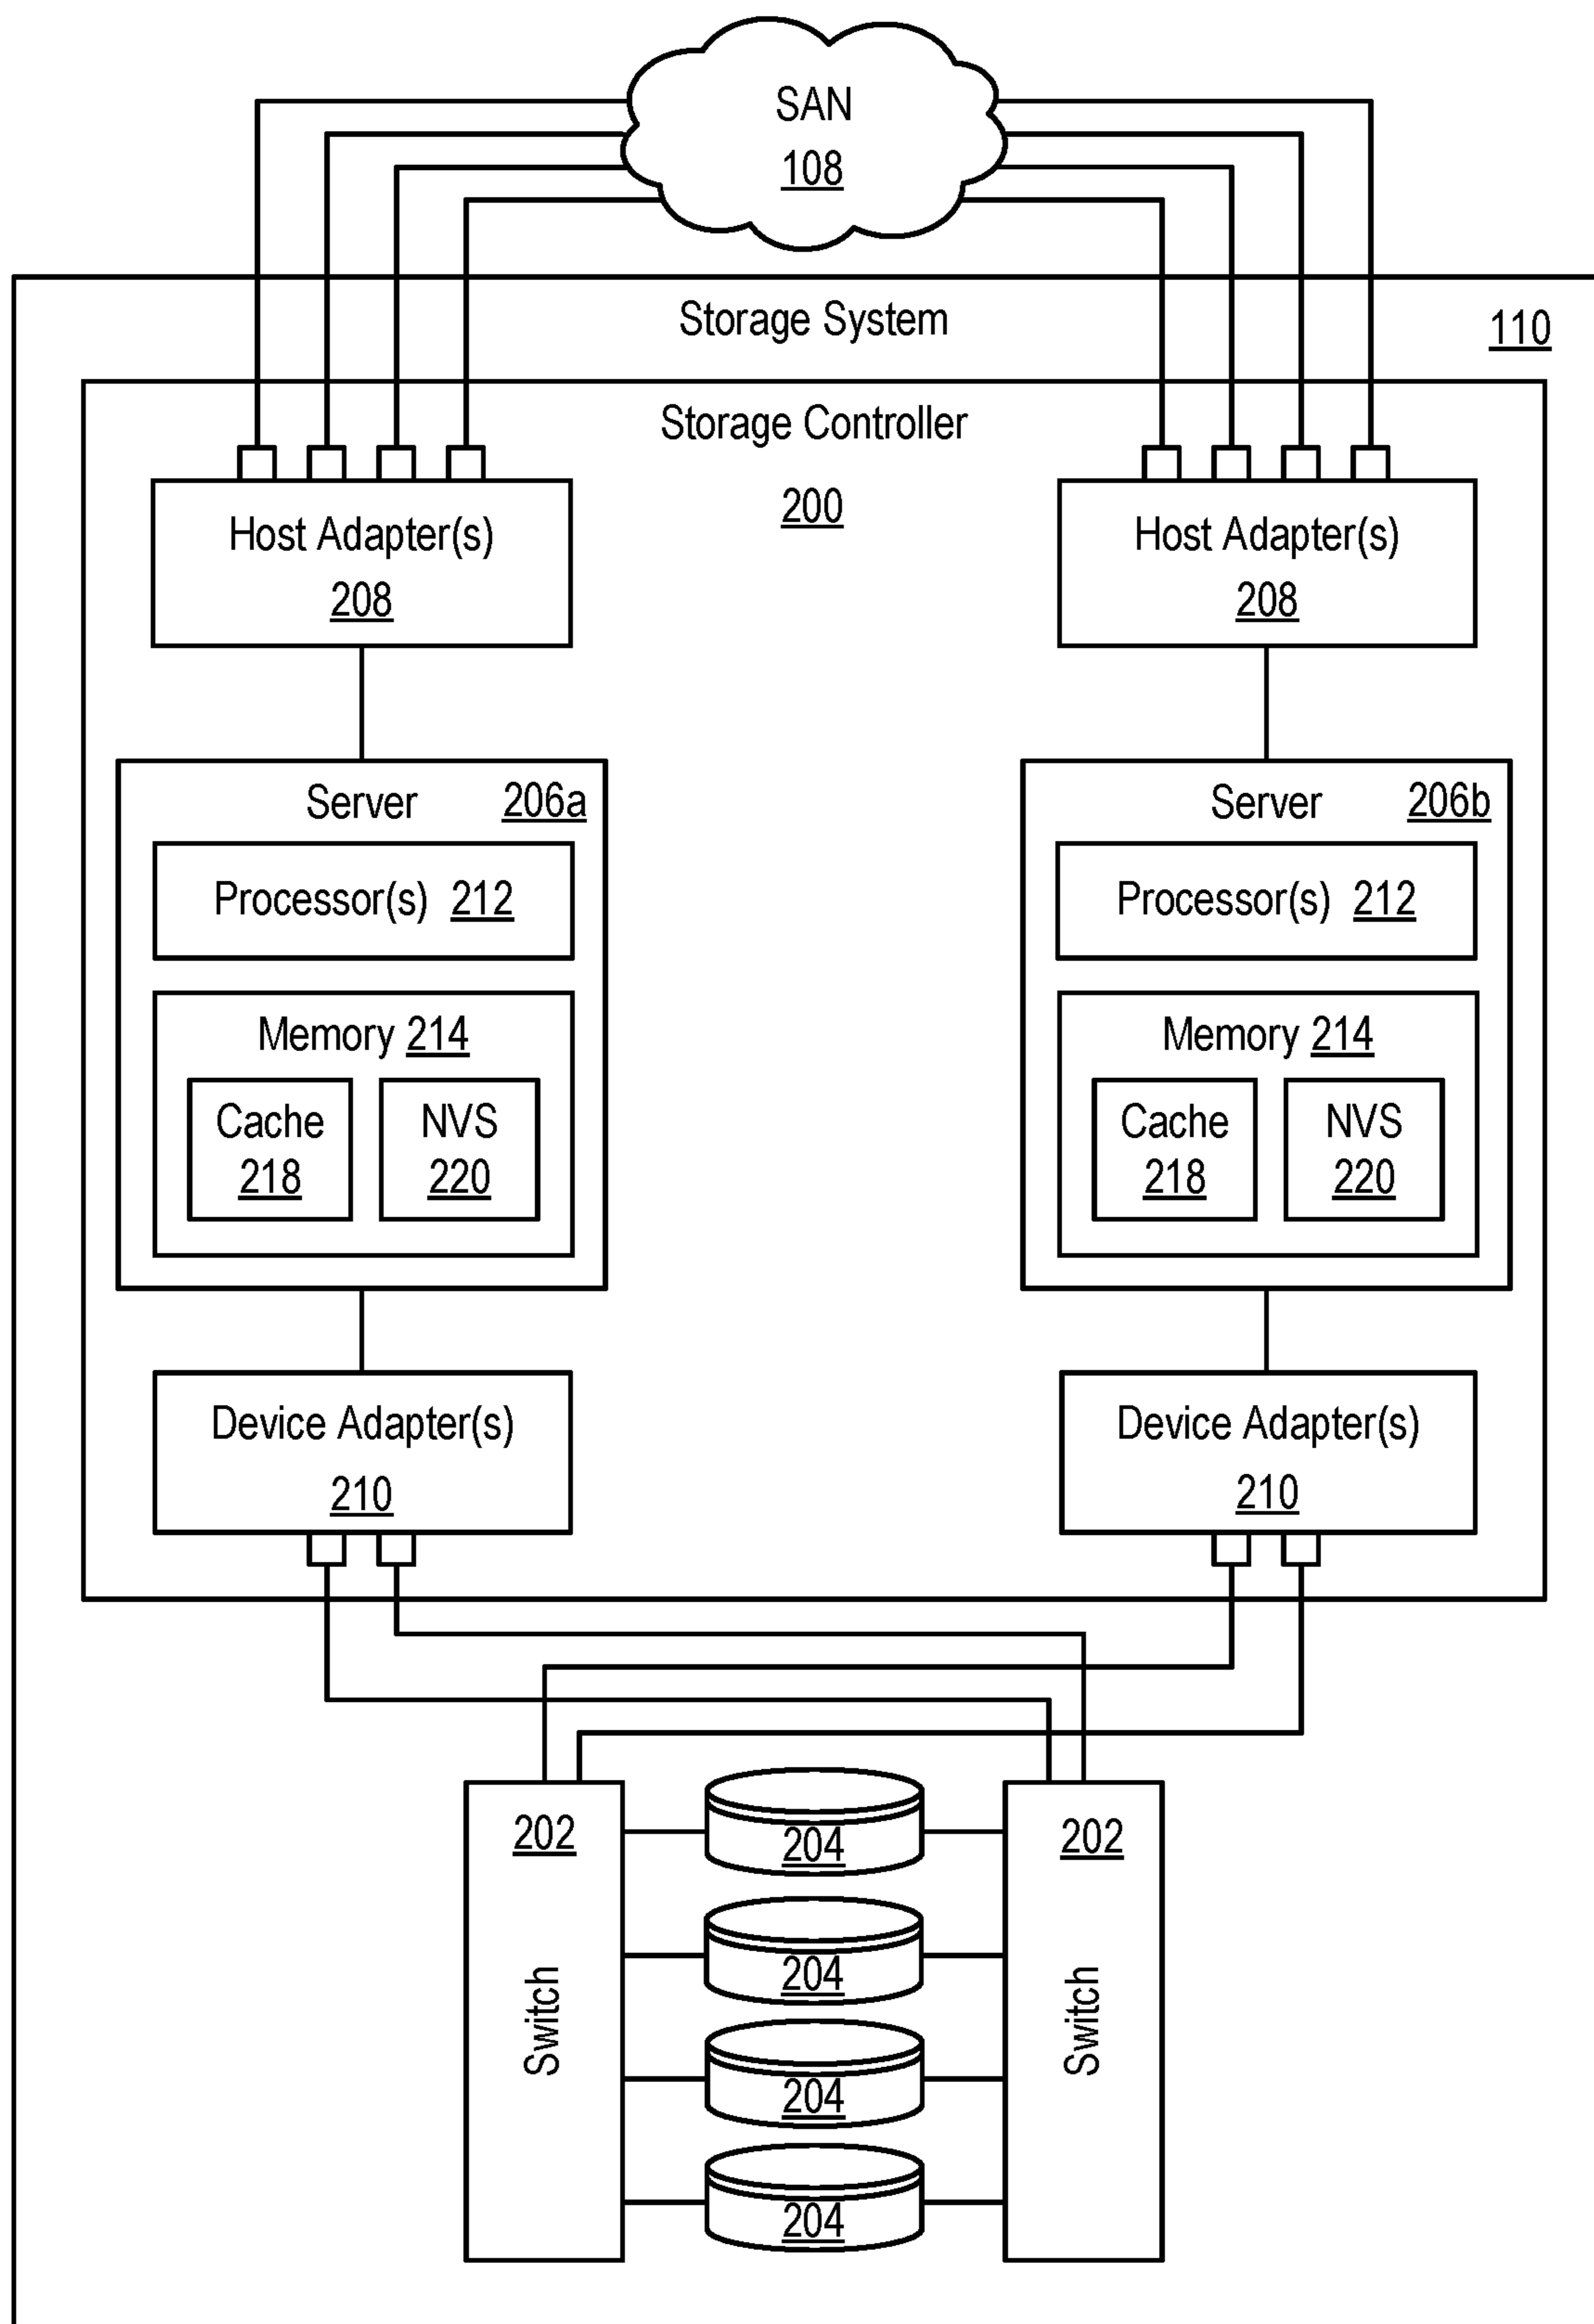 SAN
108
Storage System
110
Storage Controller
200
Host Adapter(s)
208
Host Adapter(s)
208
Server 206a
Processor(s) 212
Memory 214
Cache
218
NVS
220
Server 206b
Processor(s) 212
Memory 214
Cache
218
NVS
220
Device Adapter(s)
210
Device Adapter(s)
210
202
Switch
204
204
204
204
202
Switch